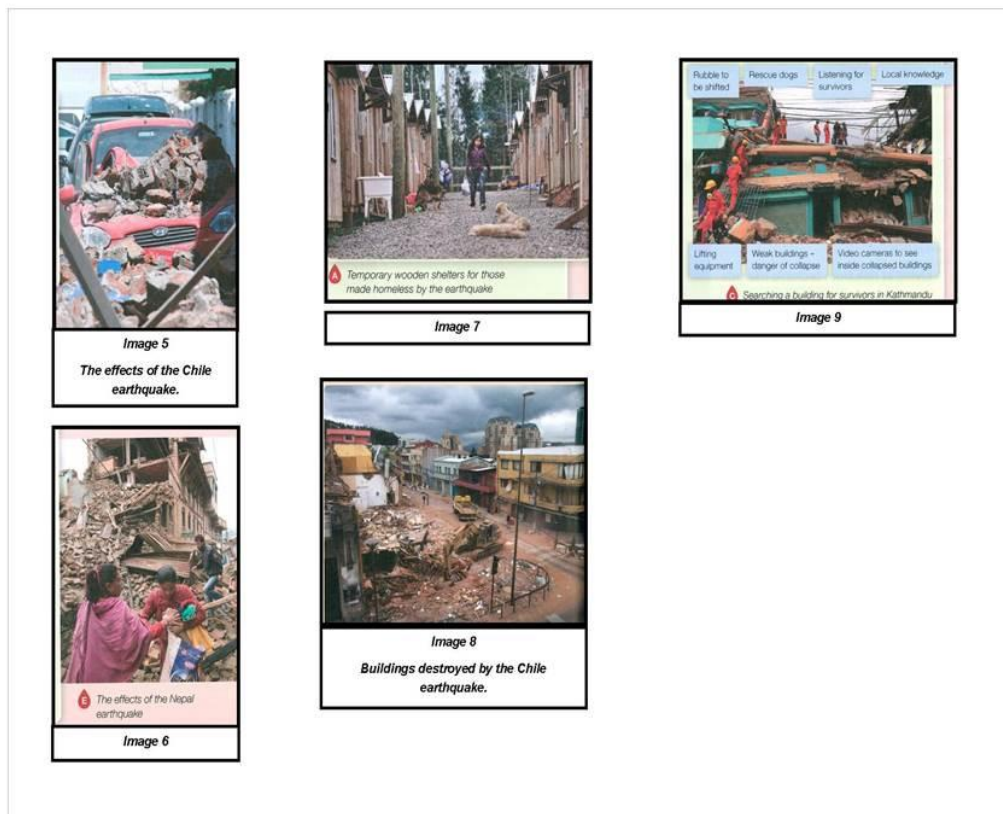 Image 5
The effects of the Chile
earthquake.
E The effects of the Nepal
earthquake
Image 6
A Temporary wooden shelters for those
made homeless by the earthquake
Image 7
Image 8
Buildings destroyed by the Chile
earthquake.
Rubble to
be shifted
Rescue dogs
Listening for
survivors
Local knowledge
Lifting
equipment
Weak buildings –
danger of collapse
Video cameras to see
inside collapsed buildings
C Searching a building for survivors in Kathmandu
Image 9